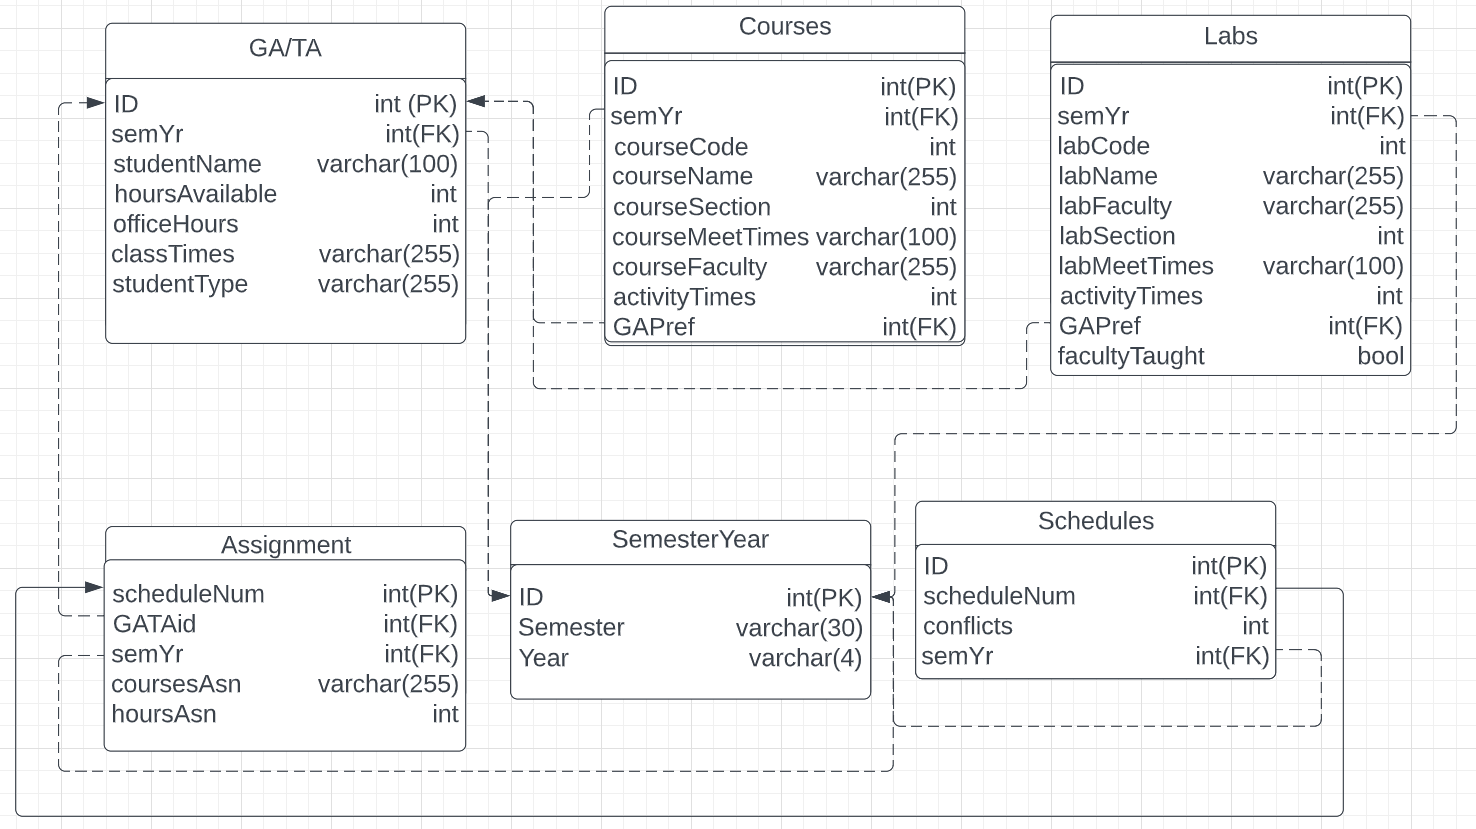 GA/TA
ID int (PK)
semYr int(FK)
studentName varchar(100)
hoursAvailable int
officeHours int
classTimes varchar(255)
studentType varchar(255)
Courses
ID int(PK)
semYr int(FK)
courseCode int
courseName varchar(255)
courseSection int
courseMeetTimes varchar(100)
courseFaculty varchar(255)
activityTimes int
GAPref int(FK)
Labs
ID int(PK)
semYr int(FK)
labCode int
labName varchar(255)
labFaculty varchar(255)
labSection int
labMeetTimes varchar(100)
activityTimes int
GAPref int(FK)
facultyTaught bool
Assignment
scheduleNum int(PK)
GATAid int(FK)
semYr int(FK)
coursesAsn varchar(255)
hoursAsn int
SemesterYear
ID int(PK)
Semester varchar(30)
Year varchar(4)
Schedules
ID int(PK)
scheduleNum int(FK)
conflicts int
semYr int(FK)